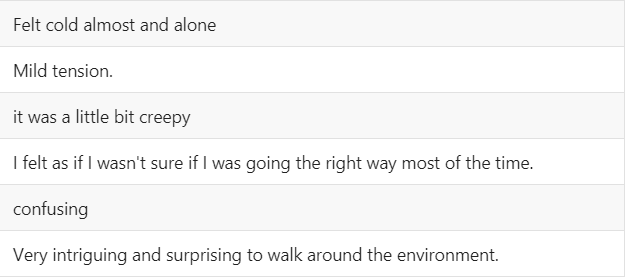 Felt cold almost and alone
Mild tension.
it was a little bit creepy
I felt as if I wasn't sure if I was going the right way most of the time.
confusing
Very intriguing and surprising to walk around the environment.